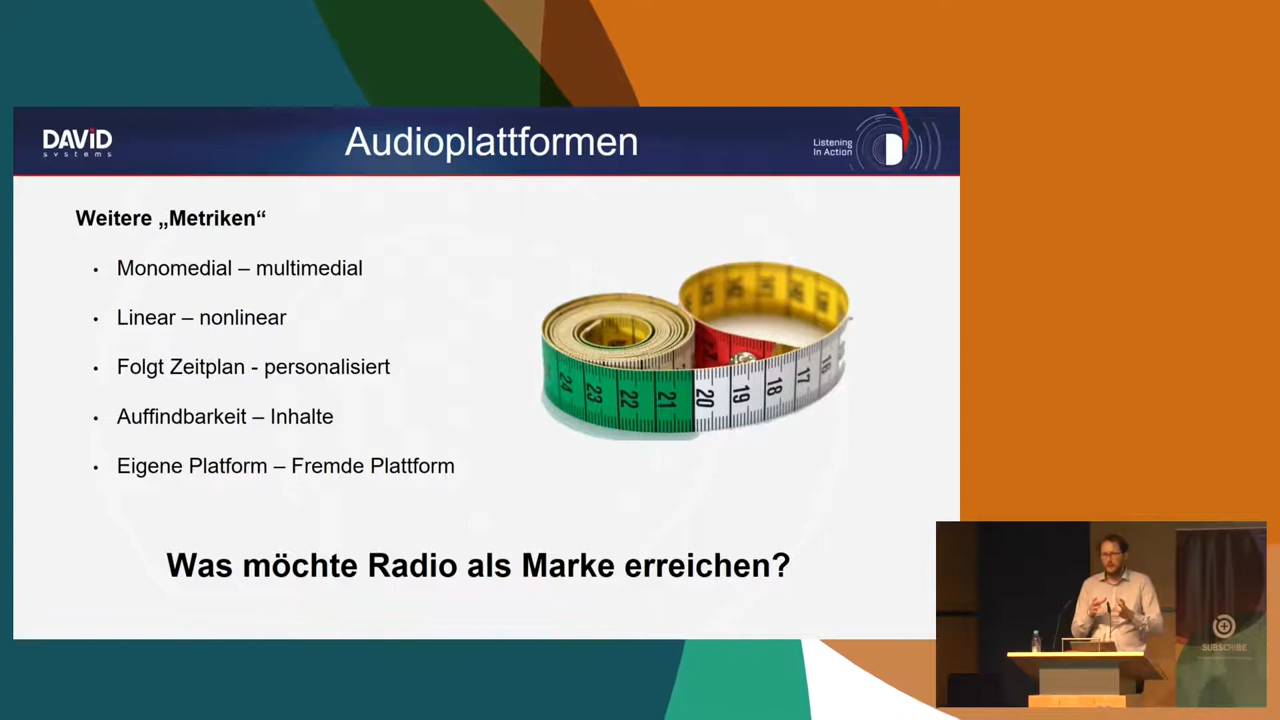 DAVID
systems
Audioplattformen
Listening
In Action
Weitere „Metriken“
• Monomedial – multimedial
• Linear – nonlinear
• Folgt Zeitplan - personalisiert
• Auffindbarkeit – Inhalte
• Eigene Platform – Fremde Plattform
24 23 22 21 20 19 18 17 16
Was möchte Radio als Marke erreichen?
SUBSCRIBE